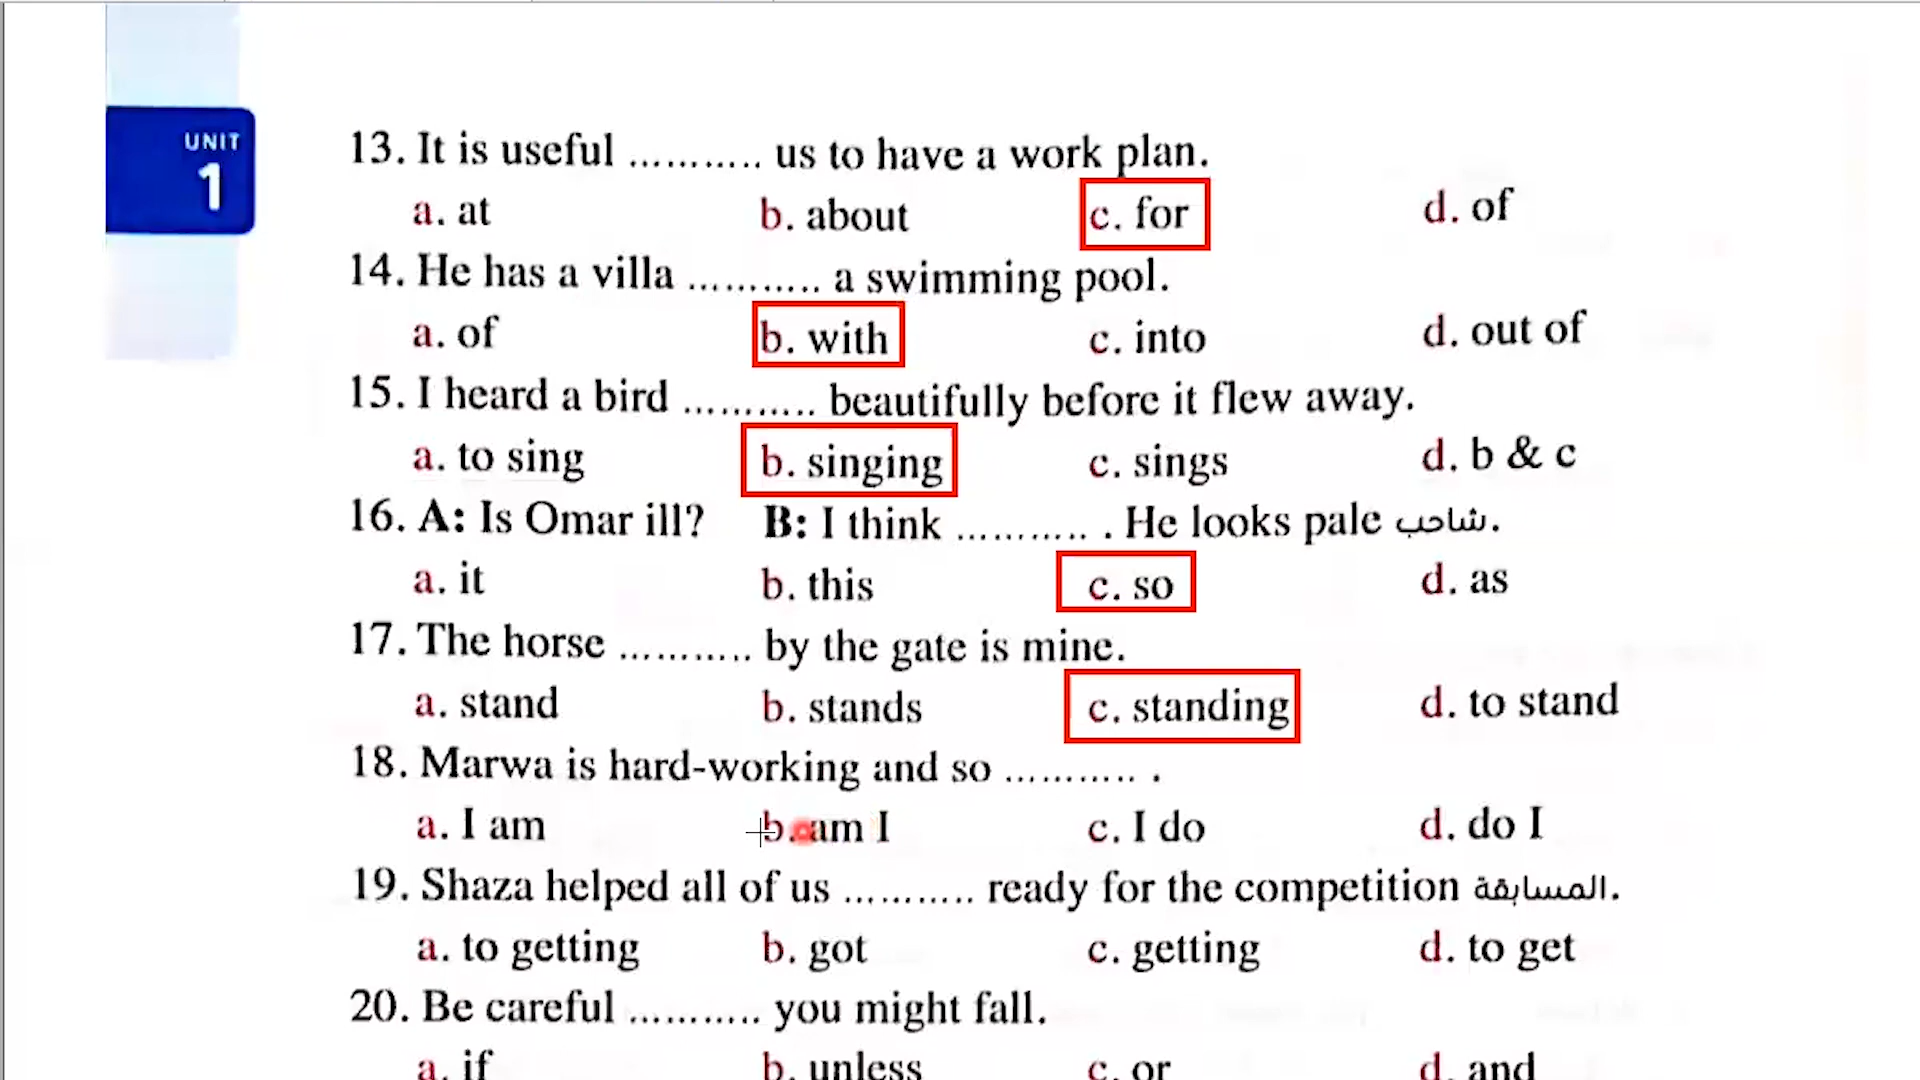 UNIT
1
13. It is useful ........... us to have a work plan.
a. at b. about c. for d. of
14. He has a villa ........... a swimming pool.
a. of b. with c. into d. out of
15. I heard a bird ........... beautifully before it flew away.
a. to sing b. singing c. sings d. b & c
16. A: Is Omar ill? B: I think ........... . He looks pale شاحب.
a. it b. this c. so d. as
17. The horse ........... by the gate is mine.
a. stand b. stands c. standing d. to stand
18. Marwa is hard-working and so ........... .
a. I am b. am I c. I do d. do I
19. Shaza helped all of us ........... ready for the competition المسابقة.
a. to getting b. got c. getting d. to get
20. Be careful ........... you might fall.
a. if b. unless c. or d. and